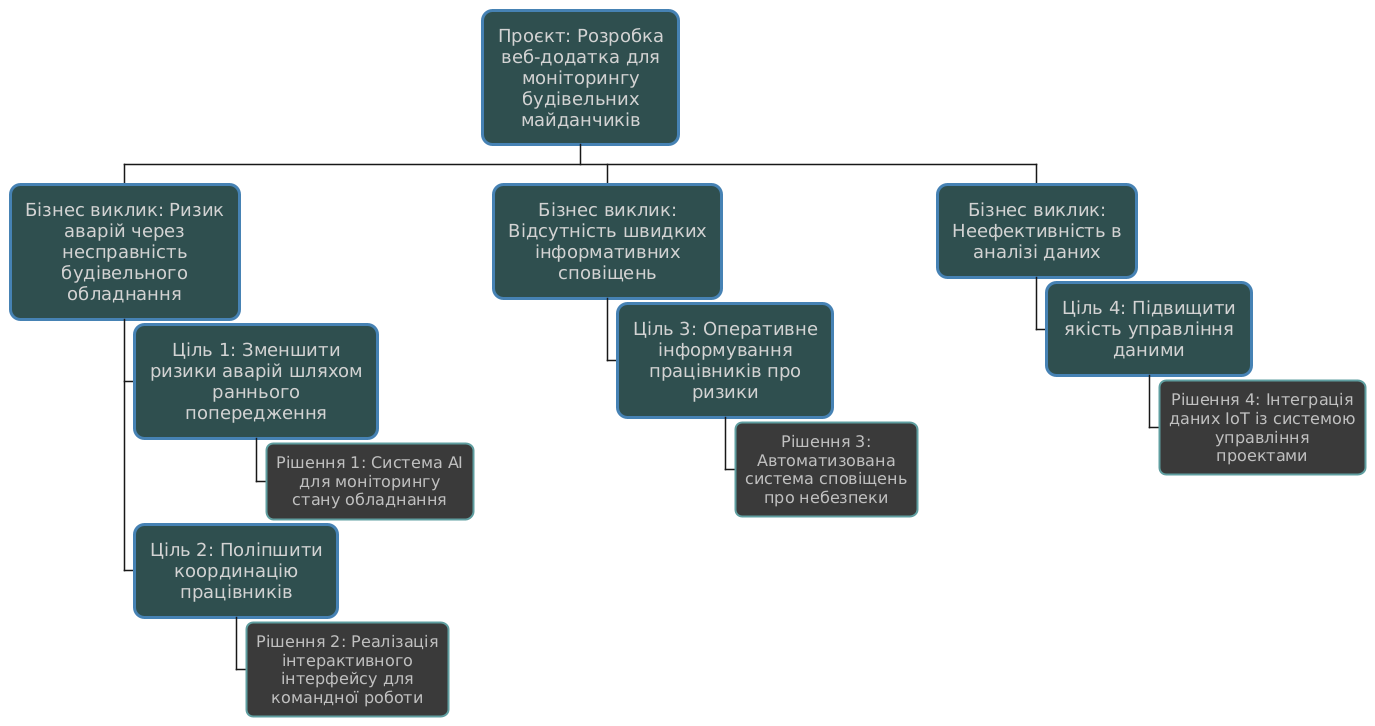 Проєкт: Розробка
веб-додатка для
моніторингу
будівельних
майданчиків
Бізнес виклик: Ризик
аварій через
несправність
будівельного
обладнання
Ціль 1: Зменшити
ризики аварій шляхом
раннього
попередження
Рішення 1: Система AI
для моніторингу
стану обладнання
Ціль 2: Поліпшити
координацію
працівників
Рішення 2: Реалізація
інтерактивного
інтерфейсу для
командної роботи
Бізнес виклик:
Відсутність швидких
інформативних
сповіщень
Ціль 3: Оперативне
інформування
працівників про
ризики
Рішення 3:
Автоматизована
система сповіщень
про небезпеки
Бізнес виклик:
Неефективність в
аналізі даних
Ціль 4: Підвищити
якість управління
даними
Рішення 4: Інтеграція
даних IoT із системою
управління
проектами